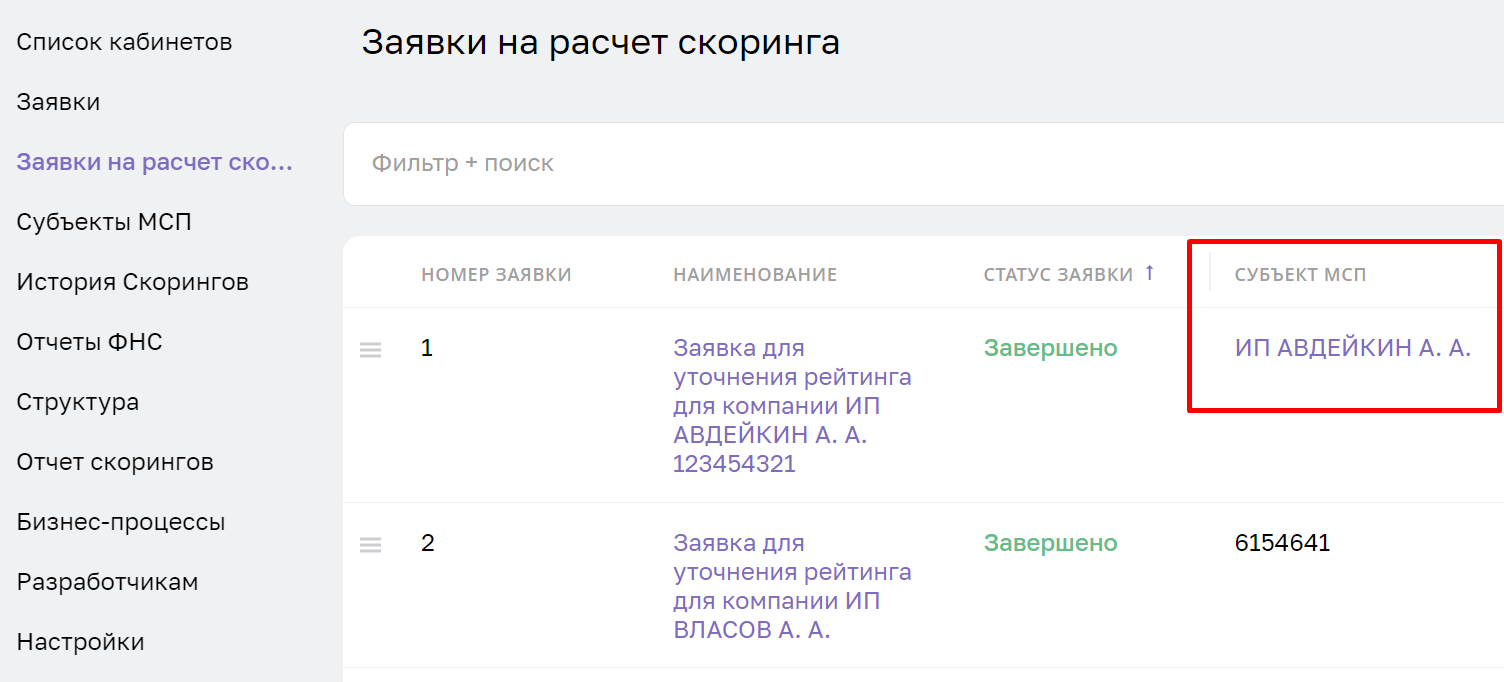 Список кабинетов
Заявки
Заявки на расчет ско...
Субъекты МСП
История Скорингов
Отчеты ФНС
Структура
Отчет скорингов
Бизнес-процессы
Разработчикам
Настройки
Заявки на расчет скоринга
Фильтр + поиск
НОМЕР ЗАЯВКИ НАИМЕНОВАНИЕ СТАТУС ЗАЯВКИ ↑ СУБЪЕКТ МСП
1 Заявка для Завершено ИП АВДЕЙКИН А. А.
уточнения рейтинга
для компании ИП
АВДЕЙКИН А. А.
123454321
2 Заявка для Завершено 6154641
уточнения рейтинга
для компании ИП
ВЛАСОВ А. А.